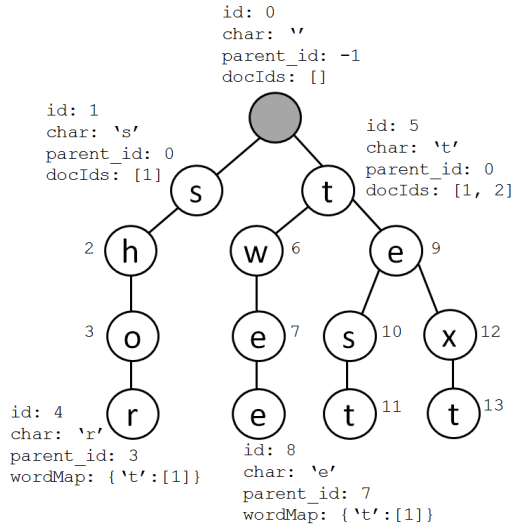 id: 0
char: ‘’
parent_id: -1
docIds: []
id: 1
char: ‘s’
parent_id: 0
docIds: [1]
id: 5
char: ‘t’
parent_id: 0
docIds: [1, 2]
s
t
2
h
w
6
e
9
3
o
e
7
s
10
x
12
r
e
t
11
t
13
id: 4
char: ‘r’
parent_id: 3
wordMap: {‘t’:[1]}
id: 8
char: ‘e’
parent_id: 7
wordMap: {‘t’:[1]}